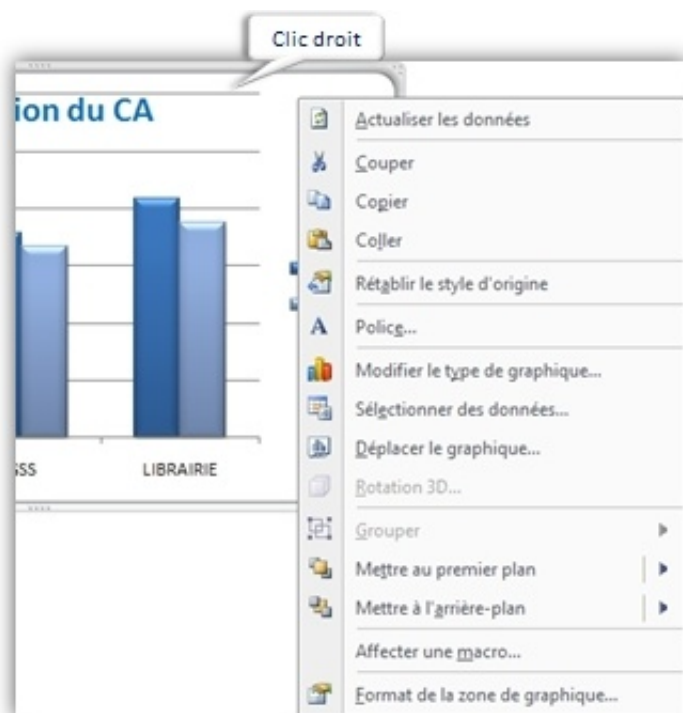 Clic droit
ion du CA
SSS
LIBRAIRIE
Actualiser les données
Couper
Copier
Coller
Rétablir le style d'origine
Police...
Modifier le type de graphique...
Sélectionner des données...
Déplacer le graphique...
Rotation 3D...
Grouper
Mettre au premier plan
Mettre à l'arrière-plan
Affecter une macro...
Format de la zone de graphique...